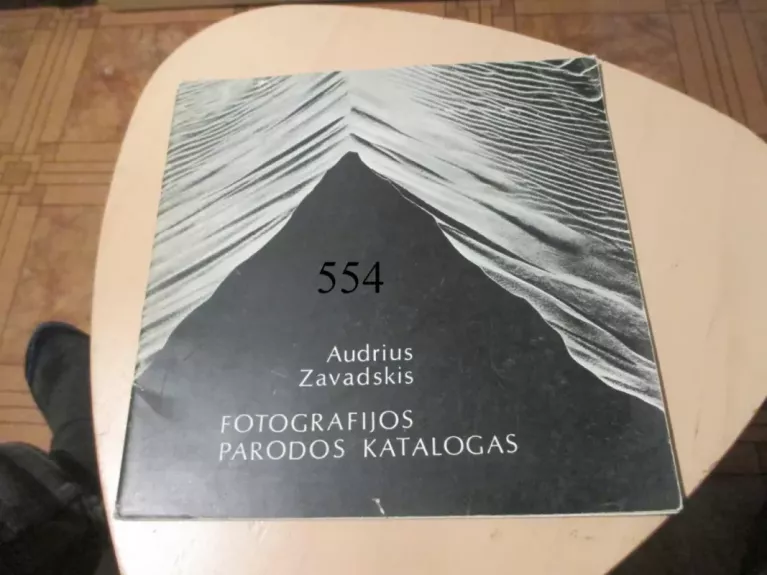 554
Audrius
Zavadskis
FOTOGRAFIJOS
PARODOS KATALOGAS